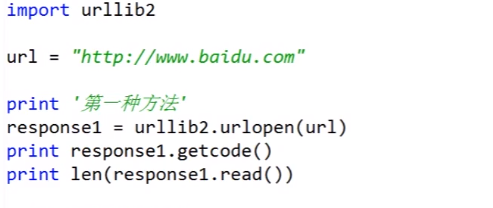 import urllib2
url = "http://www.baidu.com"
print '第一种方法'
response1 = urllib2.urlopen(url)
print response1.getcode()
print len(response1.read())